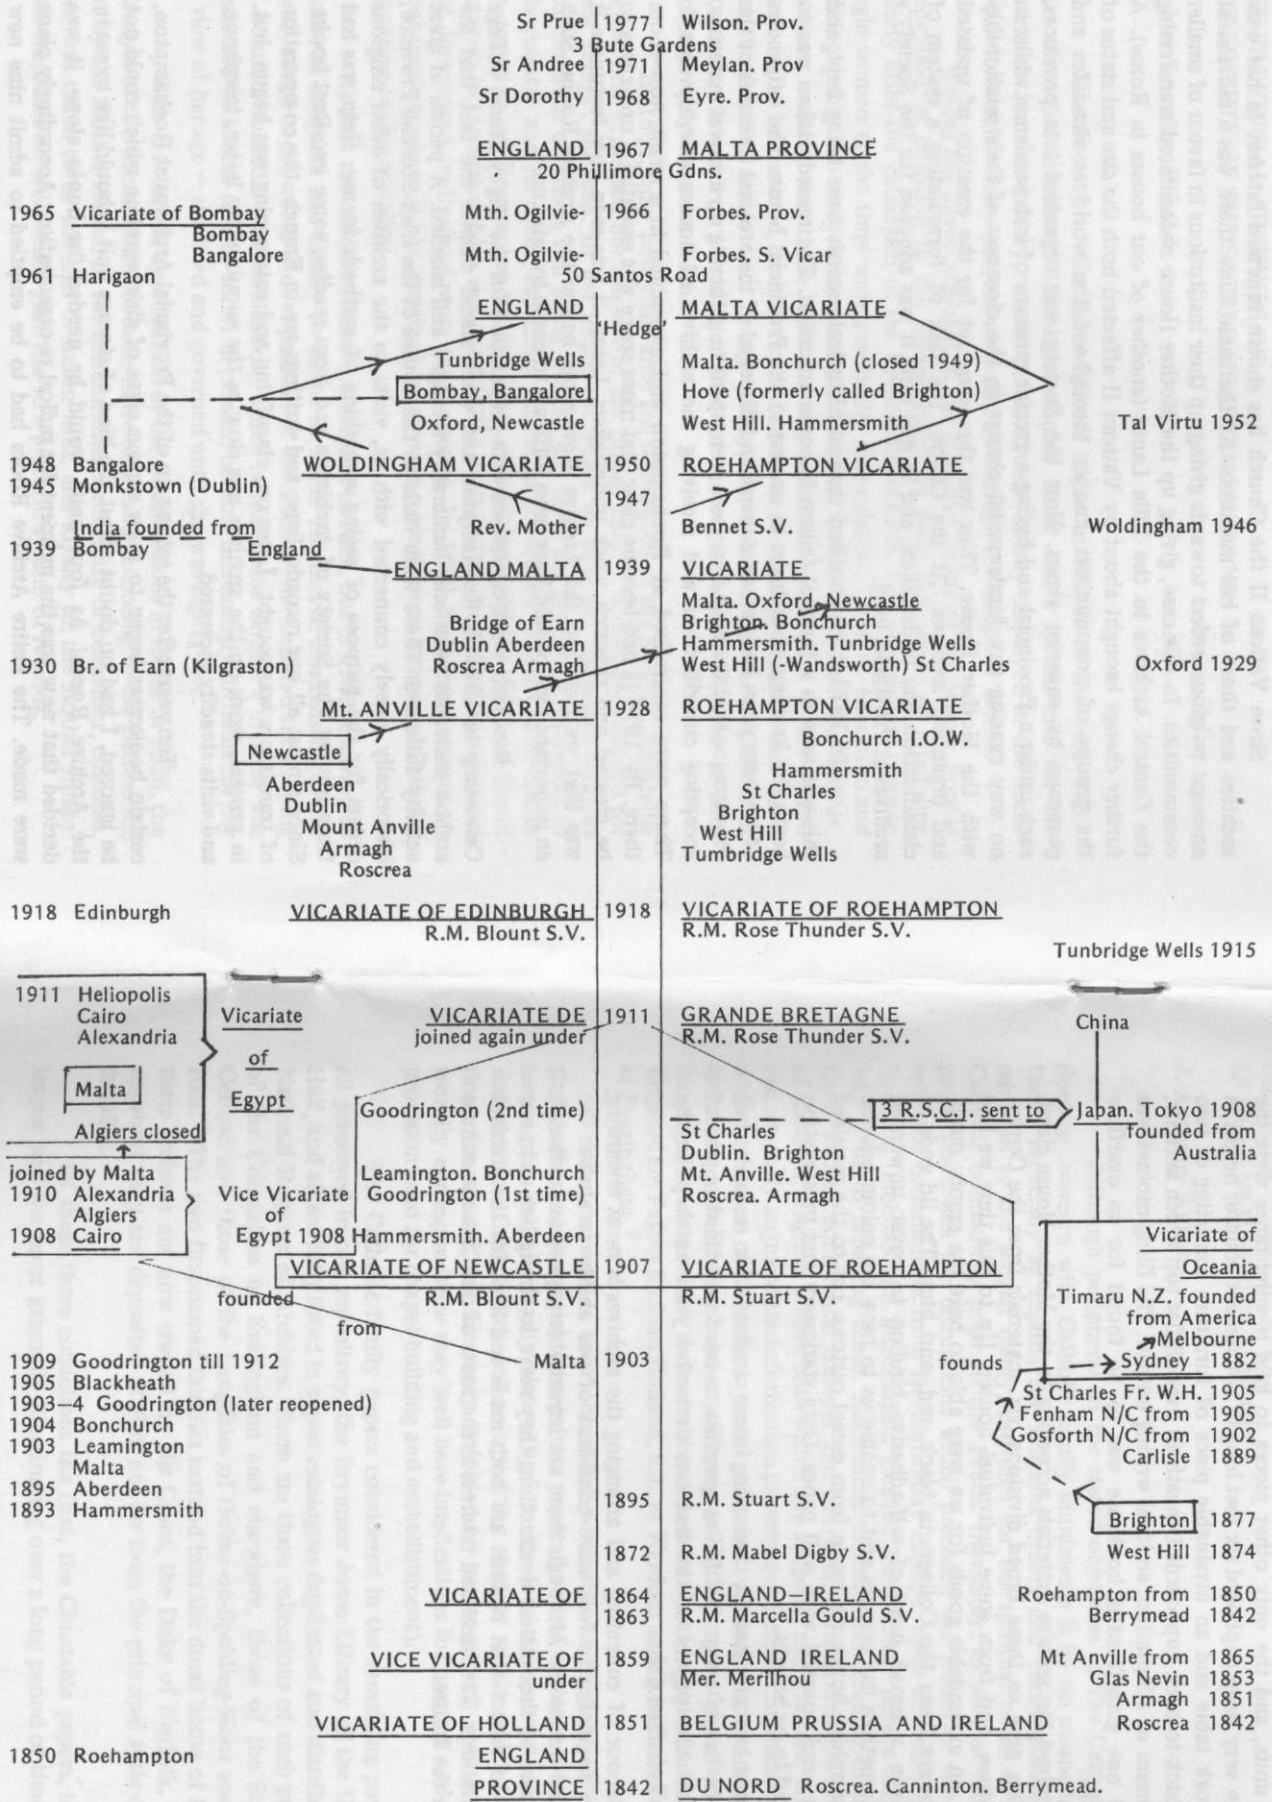 Sr Prue 1977 Wilson. Prov.
3 Bute Gardens
Sr Andree 1971 Meylan. Prov
Sr Dorothy 1968 Eyre. Prov.
ENGLAND 1967 MALTA PROVINCE
20 Phillimore Gdns.
1965 Vicariate of Bombay Mth. Ogilvie- 1966 Forbes. Prov.
Bombay
Bangalore Mth. Ogilvie- Forbes. S. Vicar
1961 Harigaon 50 Santos Road
ENGLAND MALTA VICARIATE
'Hedge'
Tunbridge Wells Malta. Bonchurch (closed 1949)
Bombay, Bangalore Hove (formerly called Brighton)
Oxford, Newcastle West Hill. Hammersmith Tal Virtu 1952
1948 Bangalore WOLDINGHAM VICARIATE 1950 ROEHAMPTON VICARIATE
1945 Monkstown (Dublin)
1947
India founded from Rev. Mother Bennet S.V. Woldingham 1946
1939 Bombay England
ENGLAND MALTA 1939 VICARIATE
Malta. Oxford. Newcastle
Bridge of Earn Brighton. Bonchurch
Dublin Aberdeen Hammersmith. Tunbridge Wells
1930 Br. of Earn (Kilgraston) Roscrea Armagh West Hill (-Wandsworth) St Charles Oxford 1929
Mt. ANVILLE VICARIATE 1928 ROEHAMPTON VICARIATE
Newcastle Bonchurch I.O.W.
Aberdeen Hammersmith
Dublin St Charles
Mount Anville Brighton
Armagh West Hill
Roscrea Tumbridge Wells
1918 Edinburgh VICARIATE OF EDINBURGH 1918 VICARIATE OF ROEHAMPTON
R.M. Blount S.V. R.M. Rose Thunder S.V.
Tunbridge Wells 1915
1911 Heliopolis
Cairo Vicariate VICARIATE DE 1911 GRANDE BRETAGNE China
Alexandria joined again under R.M. Rose Thunder S.V.
of
Malta Egypt
Goodrington (2nd time) 3 R.S.C.J. sent to Japan. Tokyo 1908
Algiers closed St Charles founded from
Dublin. Brighton Australia
joined by Malta Leamington. Bonchurch Mt. Anville. West Hill
1910 Alexandria Vice Vicariate Goodrington (1st time) Roscrea. Armagh
Algiers of
1908 Cairo Egypt 1908 Hammersmith. Aberdeen Vicariate of
VICARIATE OF NEWCASTLE 1907 VICARIATE OF ROEHAMPTON Oceania
founded R.M. Blount S.V. R.M. Stuart S.V. Timaru N.Z. founded
from from America
Melbourne
1909 Goodrington till 1912 Malta 1903 founds Sydney 1882
1905 Blackheath
1903–4 Goodrington (later reopened) St Charles Fr. W.H. 1905
1904 Bonchurch Fenham N/C from 1905
1903 Leamington Gosforth N/C from 1902
Malta Carlisle 1889
1895 Aberdeen
1893 Hammersmith 1895 R.M. Stuart S.V.
Brighton 1877
1872 R.M. Mabel Digby S.V. West Hill 1874
VICARIATE OF 1864 ENGLAND–IRELAND Roehampton from 1850
1863 R.M. Marcella Gould S.V. Berrymead 1842
VICE VICARIATE OF 1859 ENGLAND IRELAND Mt Anville from 1865
under Mer. Merilhou Glas Nevin 1853
Armagh 1851
VICARIATE OF HOLLAND 1851 BELGIUM PRUSSIA AND IRELAND Roscrea 1842
1850 Roehampton ENGLAND
PROVINCE 1842 DU NORD Roscrea. Canninton. Berrymead.